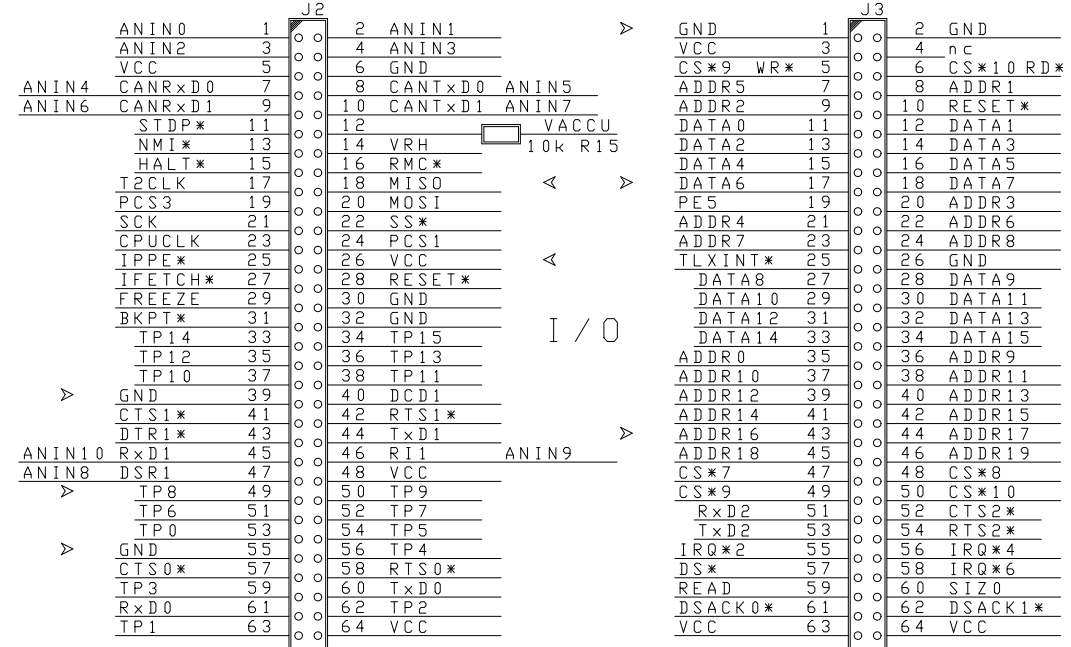 J2 J3
ANIN0 1 2 ANIN1 GND 1 2 GND
ANIN2 3 4 ANIN3 VCC 3 4 nc
VCC 5 6 GND CS*9 WR* 5 6 CS*10 RD*
ANIN4 CANRxD0 7 8 CANTxD0 ANIN5 ADDR5 7 8 ADDR1
ANIN6 CANRxD1 9 10 CANTxD1 ANIN7 ADDR2 9 10 RESET*
STDP* 11 12 VACCU DATA0 11 12 DATA1
NMI* 13 14 VRH 10k R15 DATA2 13 14 DATA3
HALT* 15 16 RMC* DATA4 15 16 DATA5
T2CLK 17 18 MISO DATA6 17 18 DATA7
PCS3 19 20 MOSI PE5 19 20 ADDR3
SCK 21 22 SS* ADDR4 21 22 ADDR6
CPUCLK 23 24 PCS1 ADDR7 23 24 ADDR8
IPPE* 25 26 VCC TLXINT* 25 26 GND
IFETCH* 27 28 RESET* DATA8 27 28 DATA9
FREEZE 29 30 GND DATA10 29 30 DATA11
BKPT* 31 32 GND DATA12 31 32 DATA13
TP14 33 34 TP15 I/O DATA14 33 34 DATA15
TP12 35 36 TP13 ADDR0 35 36 ADDR9
TP10 37 38 TP11 ADDR10 37 38 ADDR11
GND 39 40 DCD1 ADDR12 39 40 ADDR13
CTS1* 41 42 RTS1* ADDR14 41 42 ADDR15
DTR1* 43 44 TxD1 ADDR16 43 44 ADDR17
ANIN10 RxD1 45 46 RI1 ANIN9 ADDR18 45 46 ADDR19
ANIN8 DSR1 47 48 VCC CS*7 47 48 CS*8
TP8 49 50 TP9 CS*9 49 50 CS*10
TP6 51 52 TP7 RxD2 51 52 CTS2*
TP0 53 54 TP5 TxD2 53 54 RTS2*
GND 55 56 TP4 IRQ*2 55 56 IRQ*4
CTS0* 57 58 RTS0* DS* 57 58 IRQ*6
TP3 59 60 TxD0 READ 59 60 SIZ0
RxD0 61 62 TP2 DSACK0* 61 62 DSACK1*
TP1 63 64 VCC VCC 63 64 VCC